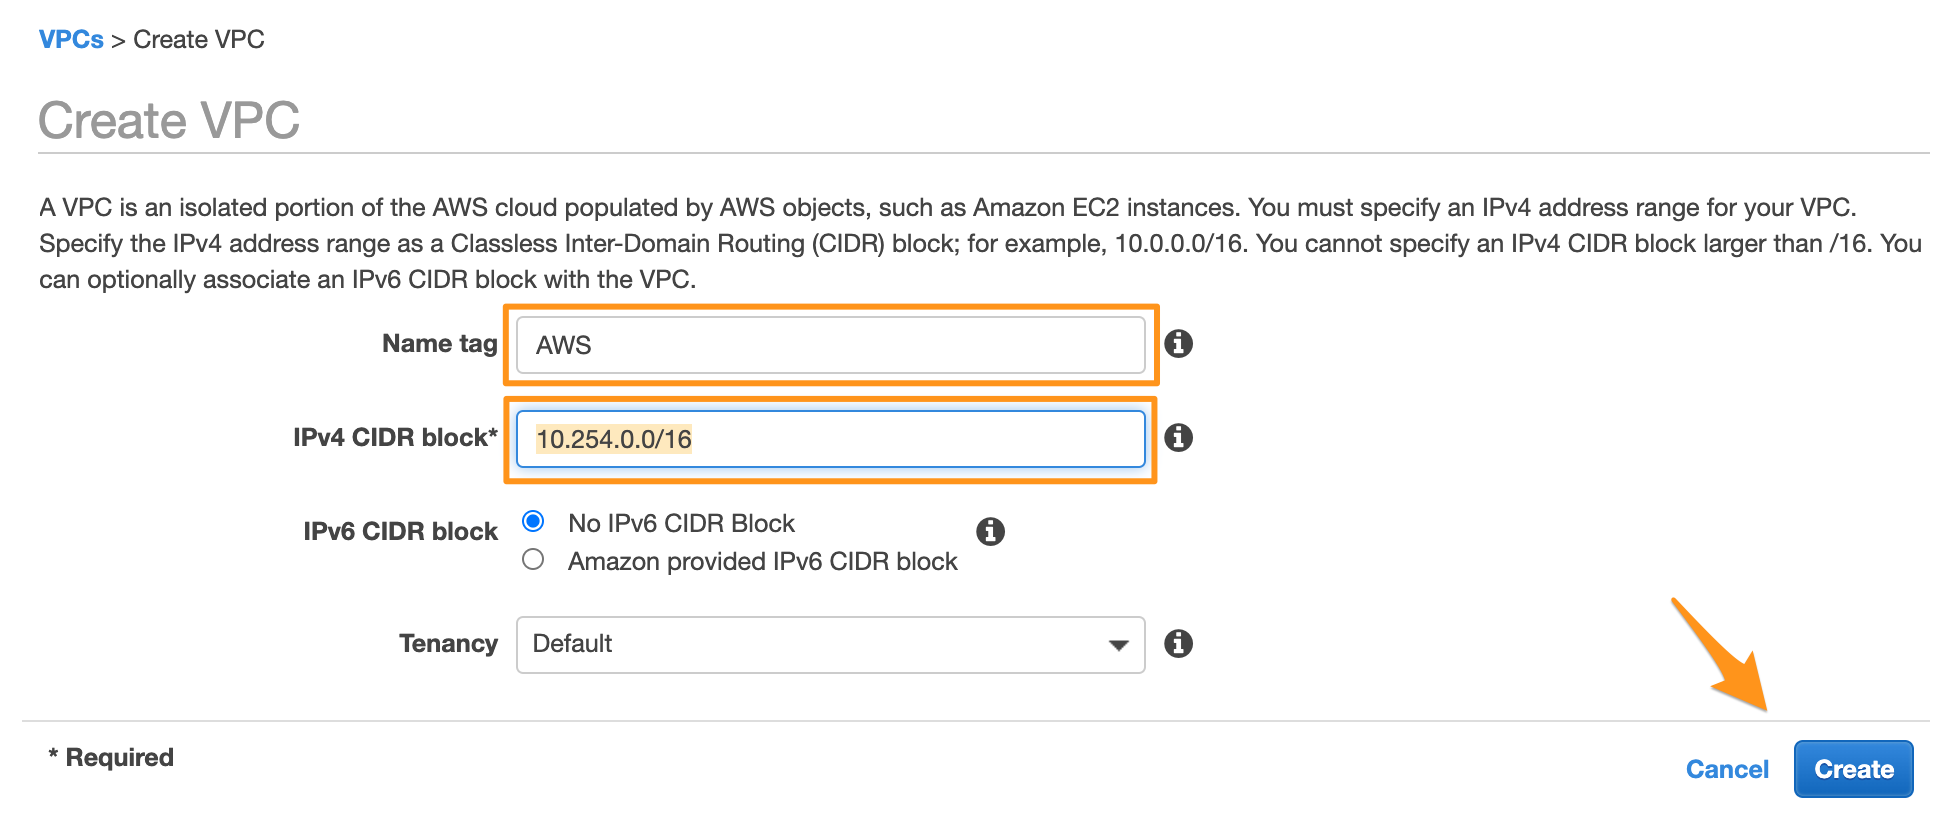 VPCs > Create VPC
Create VPC
A VPC is an isolated portion of the AWS cloud populated by AWS objects, such as Amazon EC2 instances. You must specify an IPv4 address range for your VPC.
Specify the IPv4 address range as a Classless Inter-Domain Routing (CIDR) block; for example, 10.0.0.0/16. You cannot specify an IPv4 CIDR block larger than /16. You
can optionally associate an IPv6 CIDR block with the VPC.
Name tag AWS
IPv4 CIDR block* 10.254.0.0/16
IPv6 CIDR block No IPv6 CIDR Block
Amazon provided IPv6 CIDR block
Tenancy Default
* Required
Cancel Create